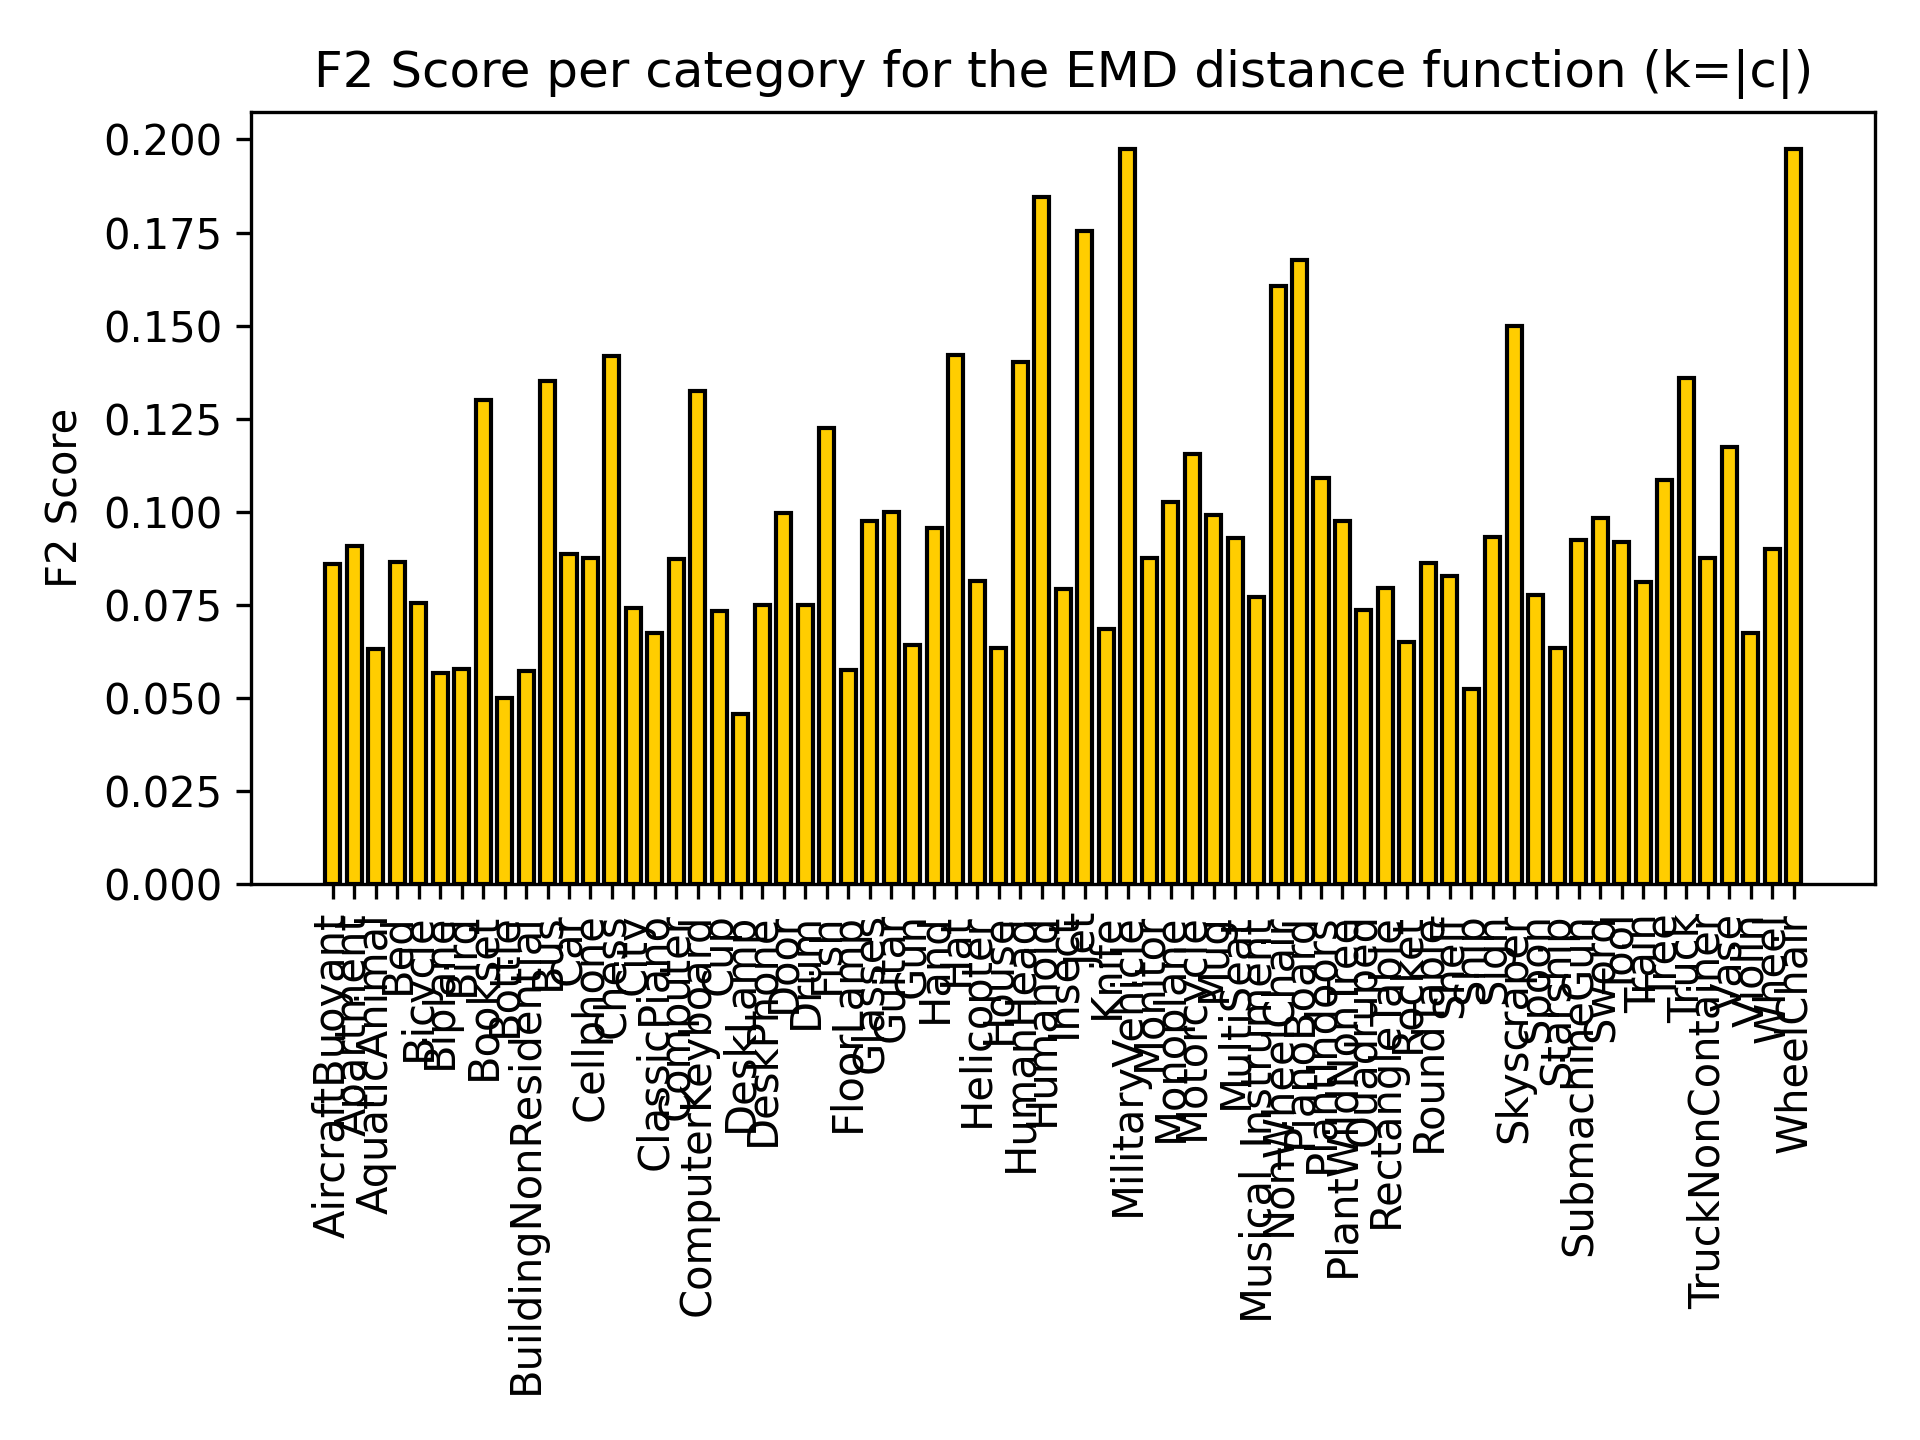 F2 Score per category for the EMD distance function (k=|c|)
F2 Score
0.200
0.175
0.150
0.125
0.100
0.075
0.050
0.025
0.000
AircraftBuoyant
Apartment
AquaticAnimal
Bed
Bicycle
Biplane
Bird
Bookset
Bottle
BuildingNonResidential
Bus
Car
Cellphone
Chess
City
ClassicPiano
Computer
ComputerKeyboard
Cup
DeskLamp
DeskPhone
Door
Drum
Fish
FloorLamp
Glasses
Guitar
Gun
Hand
Hat
Helicopter
House
HumanHead
Humanoid
Insect
Jet
Knife
MilitaryVehicle
Monitor
Monoplane
Motorcycle
Mug
MultiSeat
Musical_Instrument
NonWheelChair
PianoBoard
PlantIndoors
PlantWildNonTree
Quadruped
RectangleTable
Rocket
RoundTable
Shelf
Ship
Sign
Skyscraper
Spoon
Starship
SubmachineGun
Sword
Tool
Train
Tree
Truck
TruckNonContainer
Vase
Violin
Wheel
WheelChair